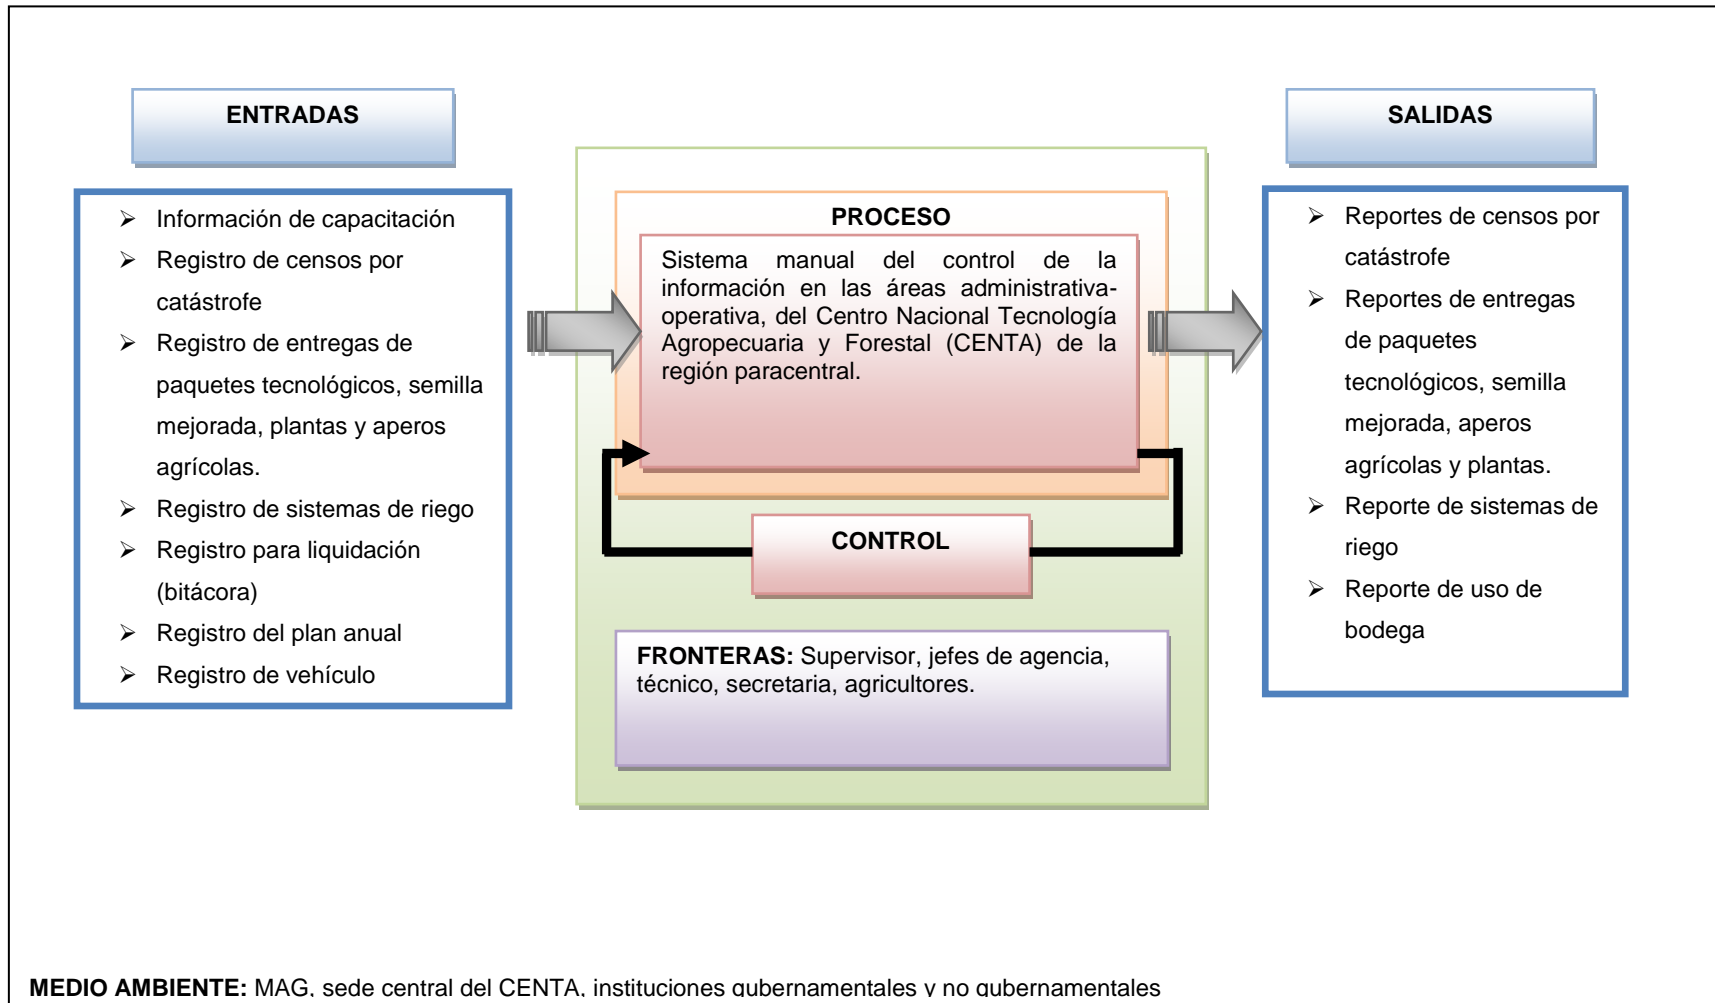 ENTRADAS
➢ Información de capacitación
➢ Registro de censos por
catástrofe
➢ Registro de entregas de
paquetes tecnológicos, semilla
mejorada, plantas y aperos
agrícolas.
➢ Registro de sistemas de riego
➢ Registro para liquidación
(bitácora)
➢ Registro del plan anual
➢ Registro de vehículo
PROCESO
Sistema manual del control de la
información en las áreas administrativa-
operativa, del Centro Nacional Tecnología
Agropecuaria y Forestal (CENTA) de la
región paracentral.
CONTROL
FRONTERAS: Supervisor, jefes de agencia,
técnico, secretaria, agricultores.
SALIDAS
➢ Reportes de censos por
catástrofe
➢ Reportes de entregas
de paquetes
tecnológicos, semilla
mejorada, aperos
agrícolas y plantas.
➢ Reporte de sistemas de
riego
➢ Reporte de uso de
bodega
MEDIO AMBIENTE: MAG, sede central del CENTA, instituciones gubernamentales y no gubernamentales